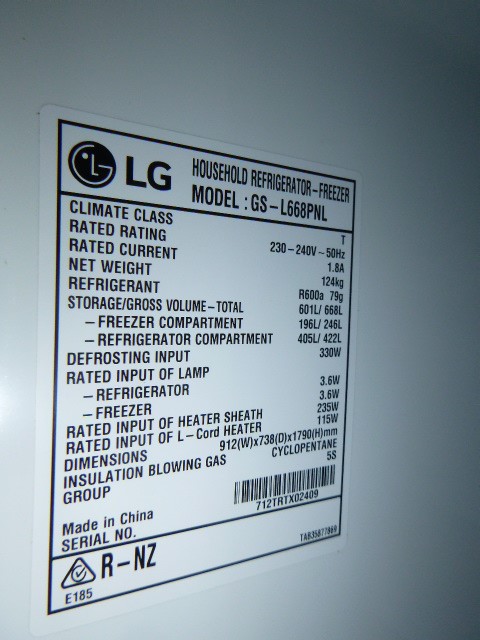 LG HOUSEHOLD REFRIGERATOR-FREEZER
MODEL : GS-L668PNL
CLIMATE CLASS T
RATED RATING 230-240V~50Hz
RATED CURRENT 1.8A
NET WEIGHT 124kg
REFRIGERANT R600a 79g
STORAGE/GROSS VOLUME-TOTAL 601L/ 668L
-FREEZER COMPARTMENT 196L/ 246L
-REFRIGERATOR COMPARTMENT 405L/ 422L
DEFROSTING INPUT 330W
RATED INPUT OF LAMP
-REFRIGERATOR 3.6W
-FREEZER 3.6W
RATED INPUT OF HEATER SHEATH 235W
RATED INPUT OF L-Cord HEATER 115W
DIMENSIONS 912(W)x738(D)x1790(H)mm
INSULATION BLOWING GAS CYCLOPENTANE
GROUP 5S
Made in China
SERIAL NO. 712TRTX02409
R-NZ
E185
TAB35877869